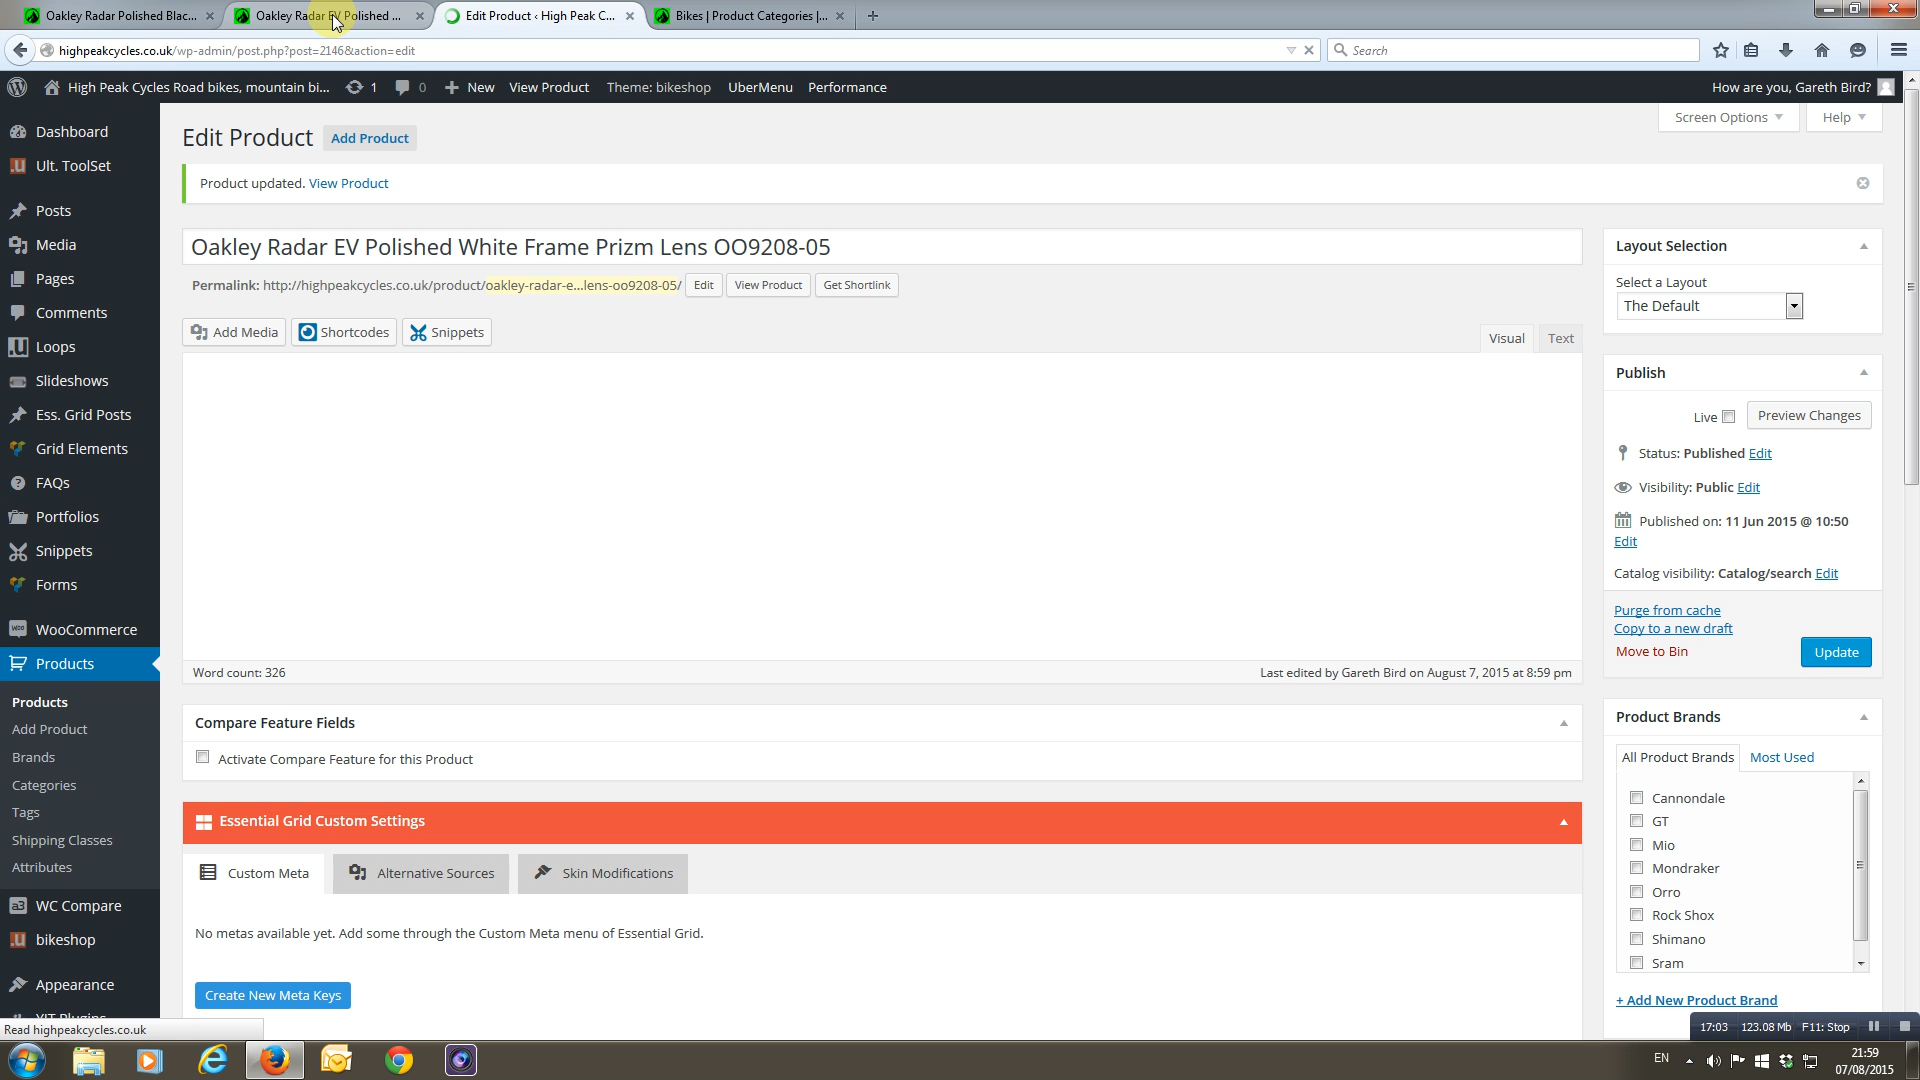 Oakley Radar Polished Blac...
Oakley Radar EV Polished ...
Edit Product ‹ High Peak C...
Bikes | Product Categories |...
highpeakcycles.co.uk/wp-admin/post.php?post=2146&action=edit
Search
High Peak Cycles Road bikes, mountain bi...
1
0
New
View Product
Theme: bikeshop
UberMenu
Performance
How are you, Gareth Bird?
Screen Options
Help
Dashboard
Ult. ToolSet
Posts
Media
Pages
Comments
Loops
Slideshows
Ess. Grid Posts
Grid Elements
FAQs
Portfolios
Snippets
Forms
WooCommerce
Products
Products
Add Product
Brands
Categories
Tags
Shipping Classes
Attributes
WC Compare
bikeshop
Appearance
YIT Plugins
Edit Product
Add Product
Product updated. View Product
Oakley Radar EV Polished White Frame Prizm Lens OO9208-05
Permalink: http://highpeakcycles.co.uk/product/oakley-radar-e...lens-oo9208-05/
Edit
View Product
Get Shortlink
Add Media
Shortcodes
Snippets
Visual
Text
Word count: 326
Last edited by Gareth Bird on August 7, 2015 at 8:59 pm
Compare Feature Fields
Activate Compare Feature for this Product
Essential Grid Custom Settings
Custom Meta
Alternative Sources
Skin Modifications
No metas available yet. Add some through the Custom Meta menu of Essential Grid.
Create New Meta Keys
Layout Selection
Select a Layout
The Default
Publish
Live
Preview Changes
Status: Published Edit
Visibility: Public Edit
Published on: 11 Jun 2015 @ 10:50
Edit
Catalog visibility: Catalog/search Edit
Purge from cache
Copy to a new draft
Move to Bin
Update
Product Brands
All Product Brands
Most Used
Cannondale
GT
Mio
Mondraker
Orro
Rock Shox
Shimano
Sram
+ Add New Product Brand
Read highpeakcycles.co.uk
17:03
123.08 Mb
F11: Stop
EN
21:59
07/08/2015